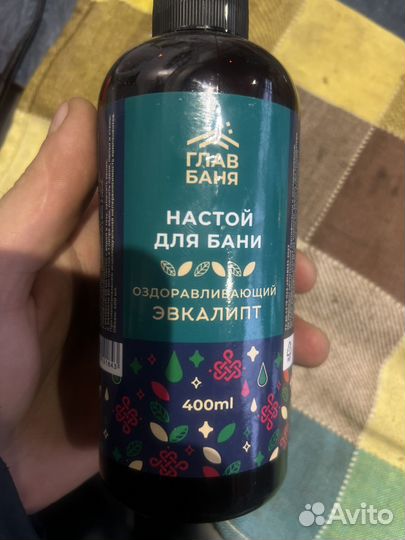 ГЛАВ
БАНЯ
НАСТОЙ
ДЛЯ БАНИ
ОЗДОРАВЛИВАЮЩИЙ
ЭВКАЛИПТ
400ml
Avito